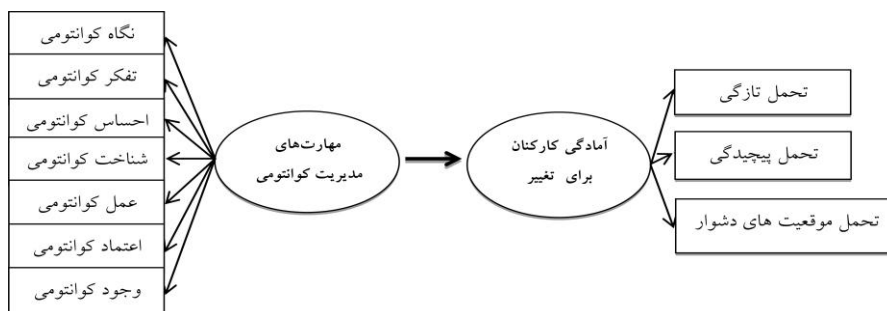 نگاه کوانتومی
تفکر کوانتومی
احساس کوانتومی
شناخت کوانتومی
عمل کوانتومی
اعتماد کوانتومی
وجود کوانتومی
مهارت‌های
مدیریت کوانتومی
آمادگی کارکنان
برای تغییر
تحمل تازگی
تحمل پیچیدگی
تحمل موقعیت های دشوار